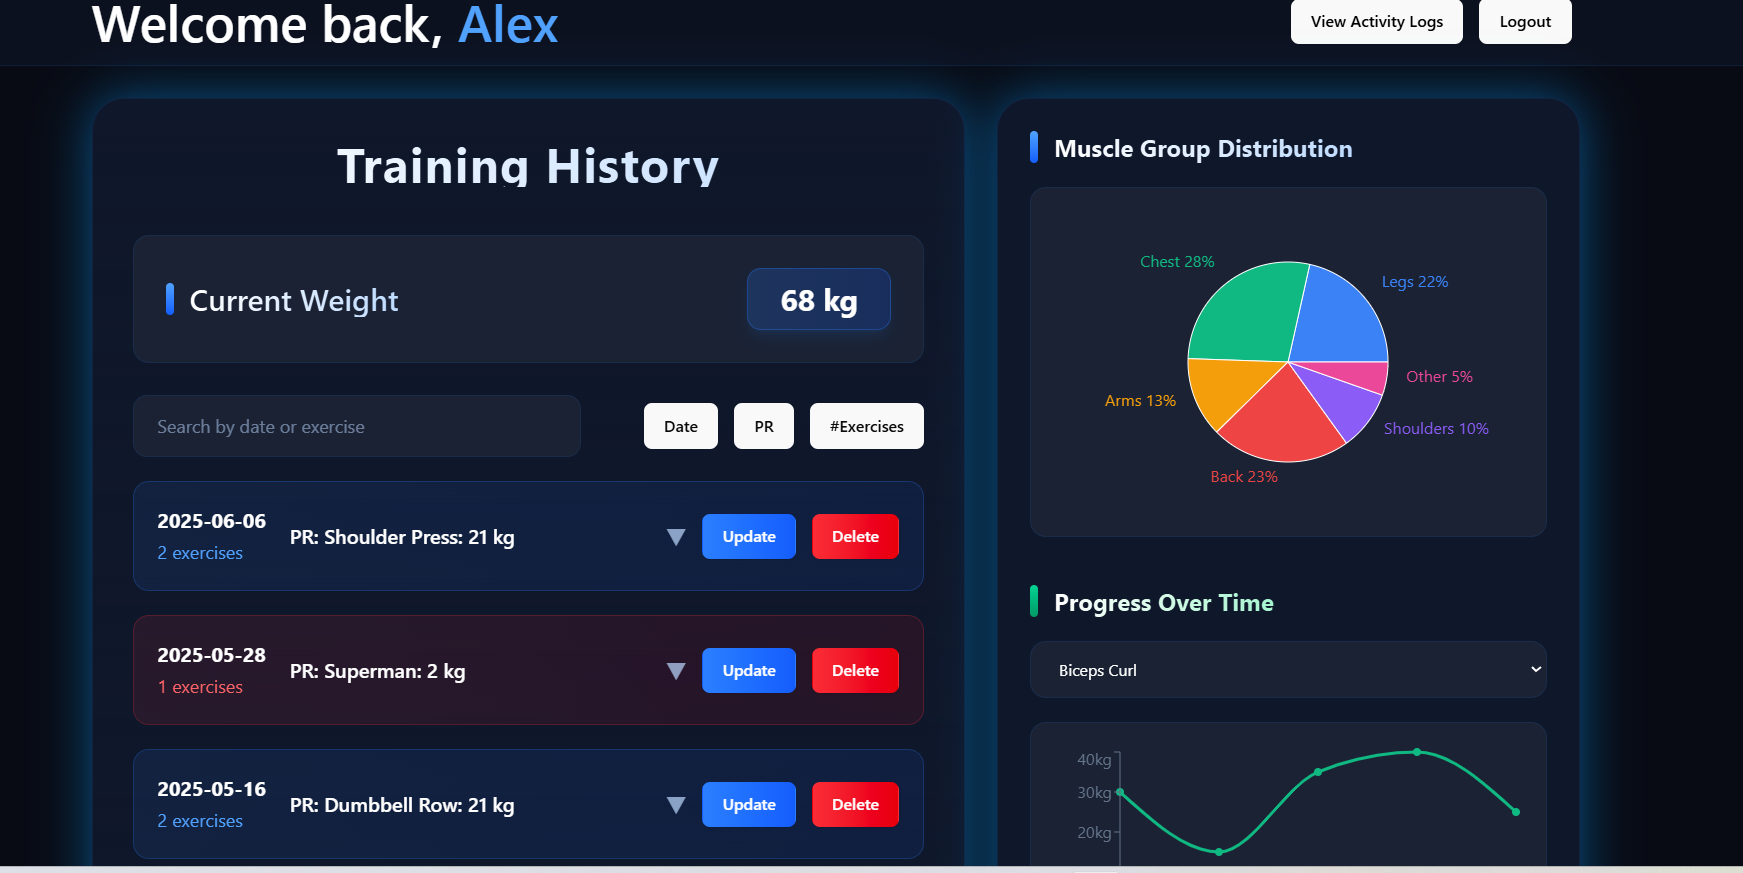 Welcome back, Alex
View Activity Logs
Logout
Training History
Current Weight
68 kg
Search by date or exercise
Date
PR
#Exercises
2025-06-06
2 exercises
PR: Shoulder Press: 21 kg
Update
Delete
2025-05-28
1 exercises
PR: Superman: 2 kg
Update
Delete
2025-05-16
2 exercises
PR: Dumbbell Row: 21 kg
Update
Delete
Muscle Group Distribution
Chest 28%
Legs 22%
Other 5%
Arms 13%
Shoulders 10%
Back 23%
Progress Over Time
Biceps Curl
40kg
30kg
20kg